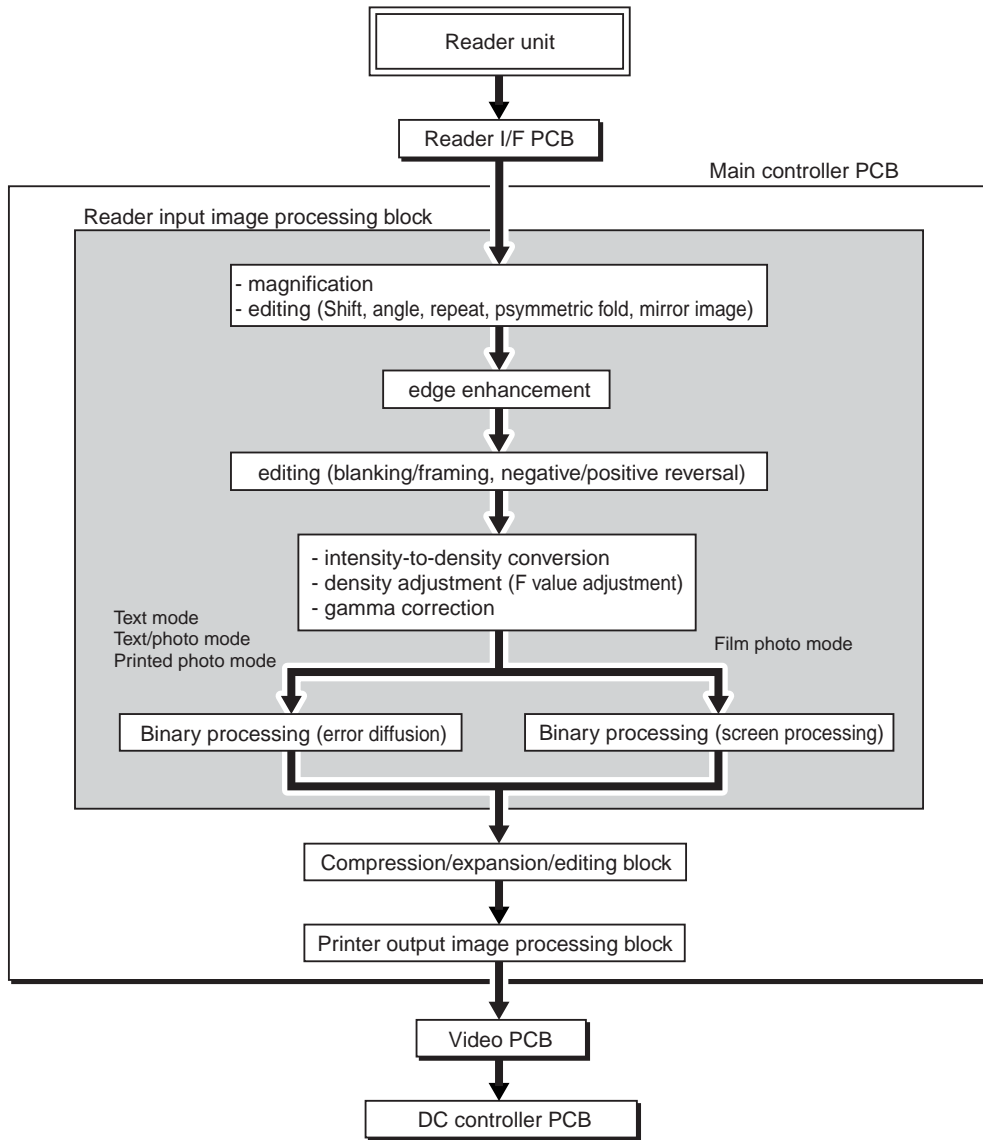 Reader unit
Reader I/F PCB
Main controller PCB
Reader input image processing block
- magnification
- editing (Shift, angle, repeat, psymmetric fold, mirror image)
edge enhancement
editing (blanking/framing, negative/positive reversal)
- intensity-to-density conversion
- density adjustment (F value adjustment)
- gamma correction
Text mode
Text/photo mode
Printed photo mode
Film photo mode
Binary processing (error diffusion)
Binary processing (screen processing)
Compression/expansion/editing block
Printer output image processing block
Video PCB
DC controller PCB